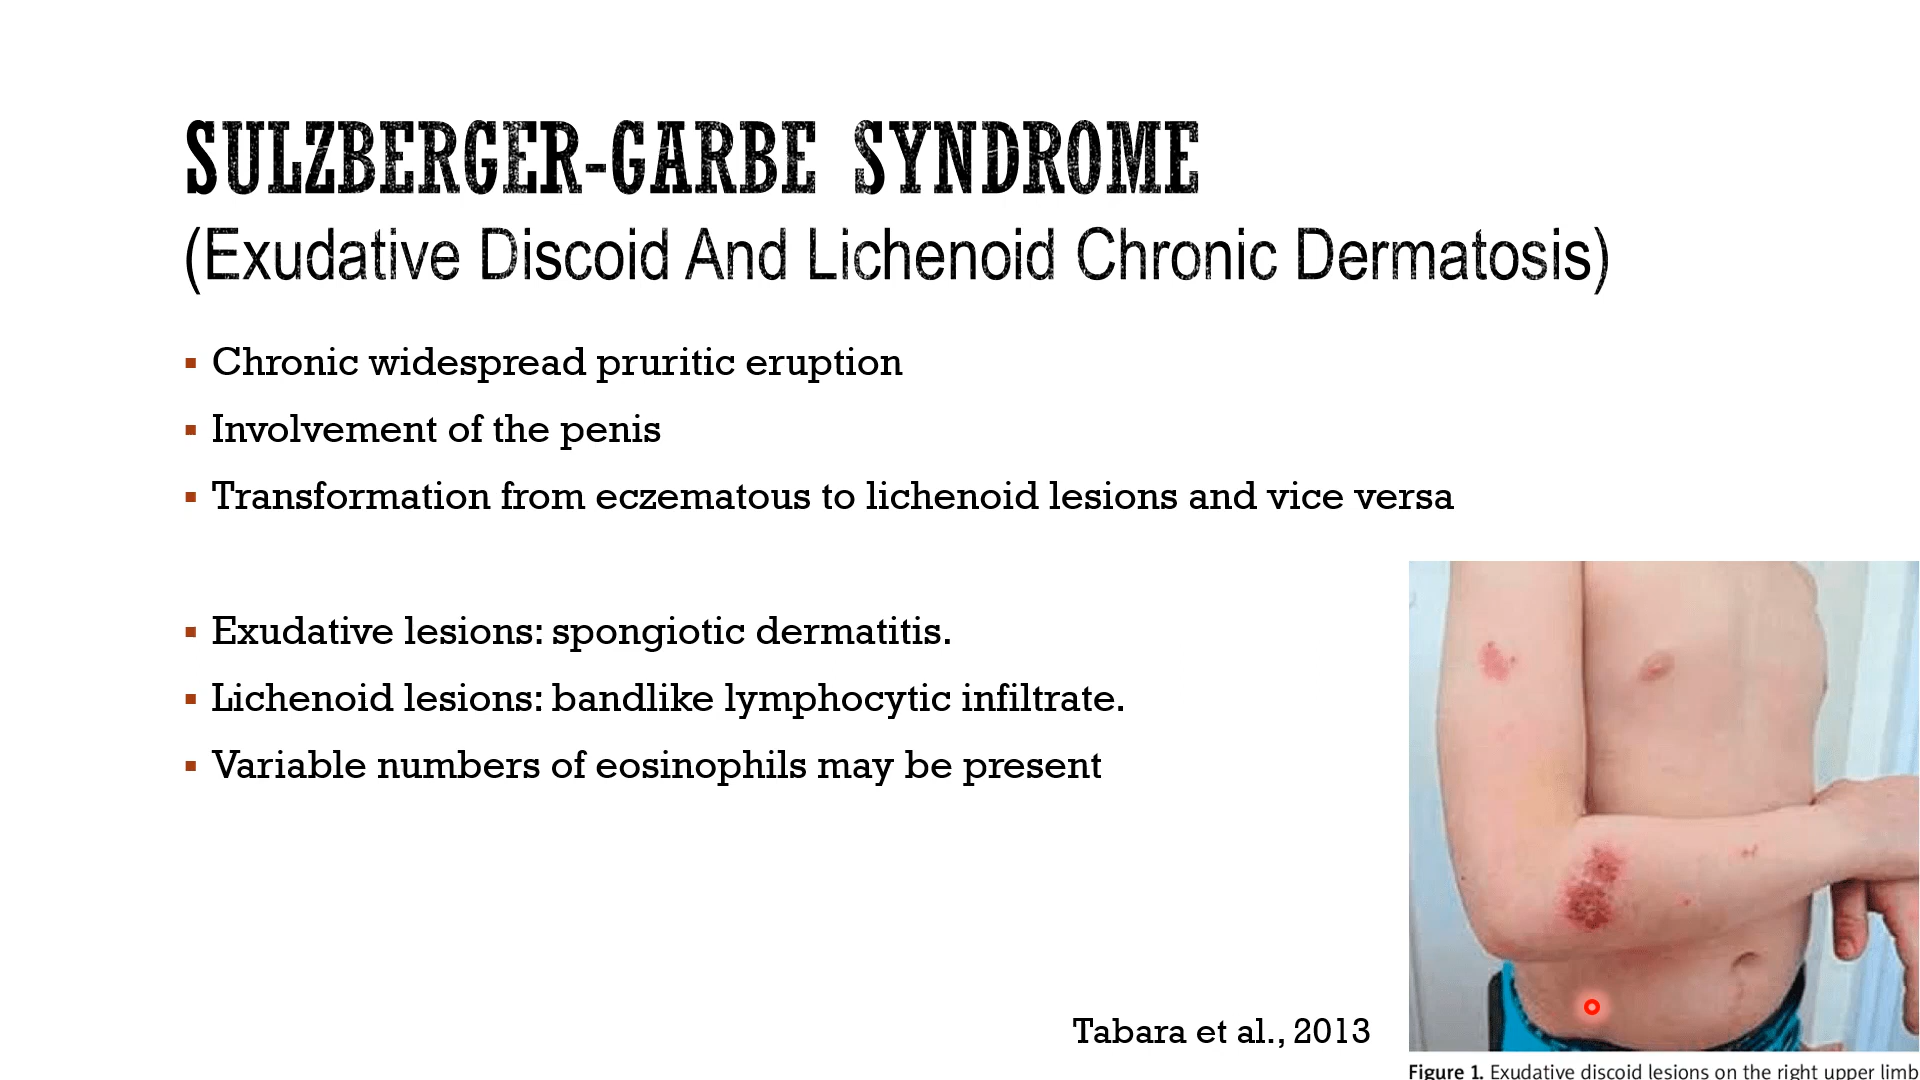 SULZBERGER-GARBE SYNDROME
(Exudative Discoid And Lichenoid Chronic Dermatosis)
▪ Chronic widespread pruritic eruption
▪ Involvement of the penis
▪ Transformation from eczematous to lichenoid lesions and vice versa
▪ Exudative lesions: spongiotic dermatitis.
▪ Lichenoid lesions: bandlike lymphocytic infiltrate.
▪ Variable numbers of eosinophils may be present
Tabara et al., 2013
Figure 1. Exudative discoid lesions on the right upper limb